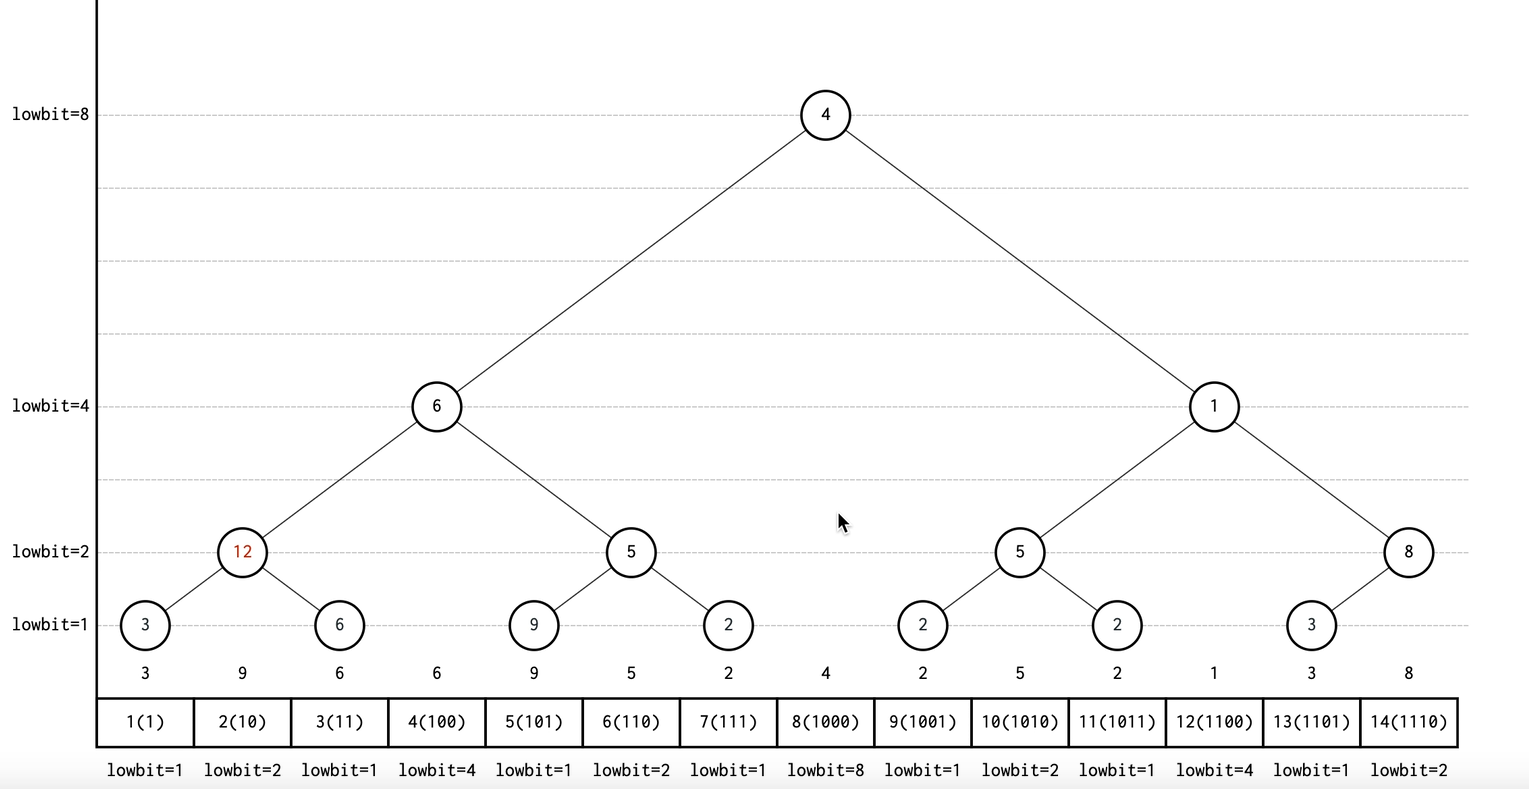 lowbit=8 4
lowbit=4 6 1
lowbit=2 12 5 5 8
lowbit=1 3 6 9 2 2 2 3
3 9 6 6 9 5 2 4 2 5 2 1 3 8
1(1) 2(10) 3(11) 4(100) 5(101) 6(110) 7(111) 8(1000) 9(1001) 10(1010) 11(1011) 12(1100) 13(1101) 14(1110)
lowbit=1 lowbit=2 lowbit=1 lowbit=4 lowbit=1 lowbit=2 lowbit=1 lowbit=8 lowbit=1 lowbit=2 lowbit=1 lowbit=4 lowbit=1 lowbit=2